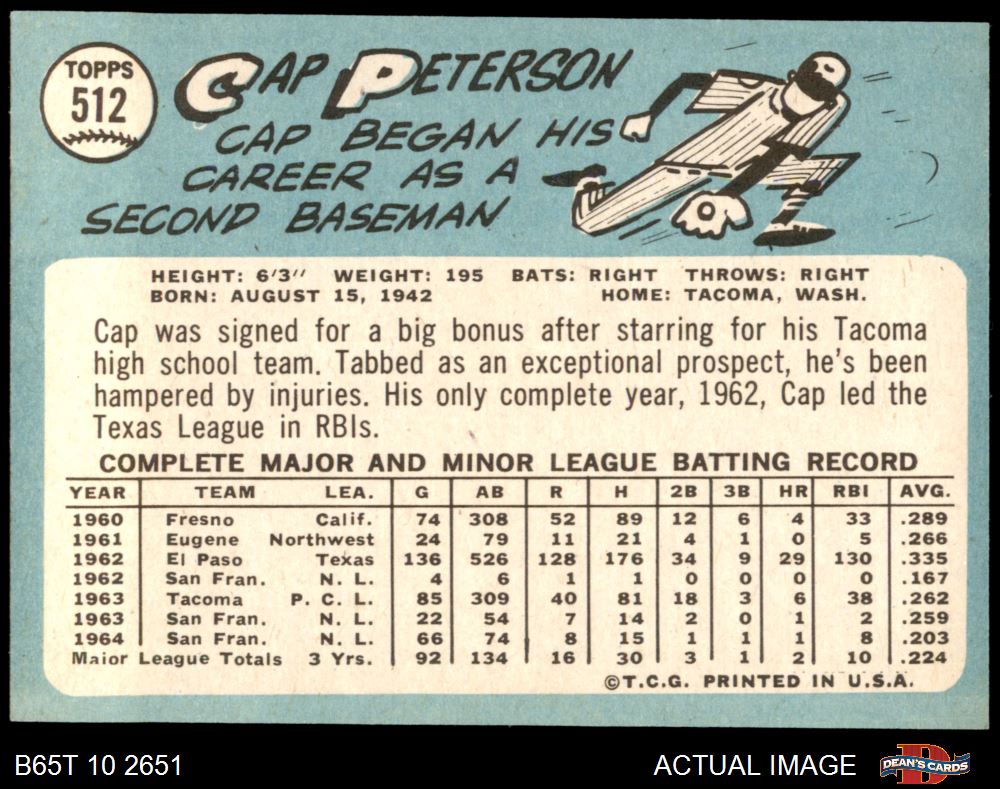 TOPPS
512
CAP PETERSON
CAP BEGAN HIS
CAREER AS A
SECOND BASEMAN
HEIGHT: 6'3" WEIGHT: 195 BATS: RIGHT THROWS: RIGHT
BORN: AUGUST 15, 1942 HOME: TACOMA, WASH.
Cap was signed for a big bonus after starring for his Tacoma
high school team. Tabbed as an exceptional prospect, he's been
hampered by injuries. His only complete year, 1962, Cap led the
Texas League in RBIs.
COMPLETE MAJOR AND MINOR LEAGUE BATTING RECORD
YEAR TEAM LEA. G AB R H 2B 3B HR RBI AVG.
1960 Fresno Calif. 74 308 52 89 12 6 4 33 .289
1961 Eugene Northwest 24 79 11 21 4 1 0 5 .266
1962 El Paso Texas 136 526 128 176 34 9 29 130 .335
1962 San Fran. N. L. 4 6 1 1 0 0 0 0 .167
1963 Tacoma P. C. L. 85 309 40 81 18 3 6 38 .262
1963 San Fran. N. L. 22 54 7 14 2 0 1 2 .259
1964 San Fran. N. L. 66 74 8 15 1 1 1 8 .203
Major League Totals 3 Yrs. 92 134 16 30 3 1 2 10 .224
©T.C.G. PRINTED IN U.S.A.
B65T 10 2651 ACTUAL IMAGE
D
DEAN'S CARDS